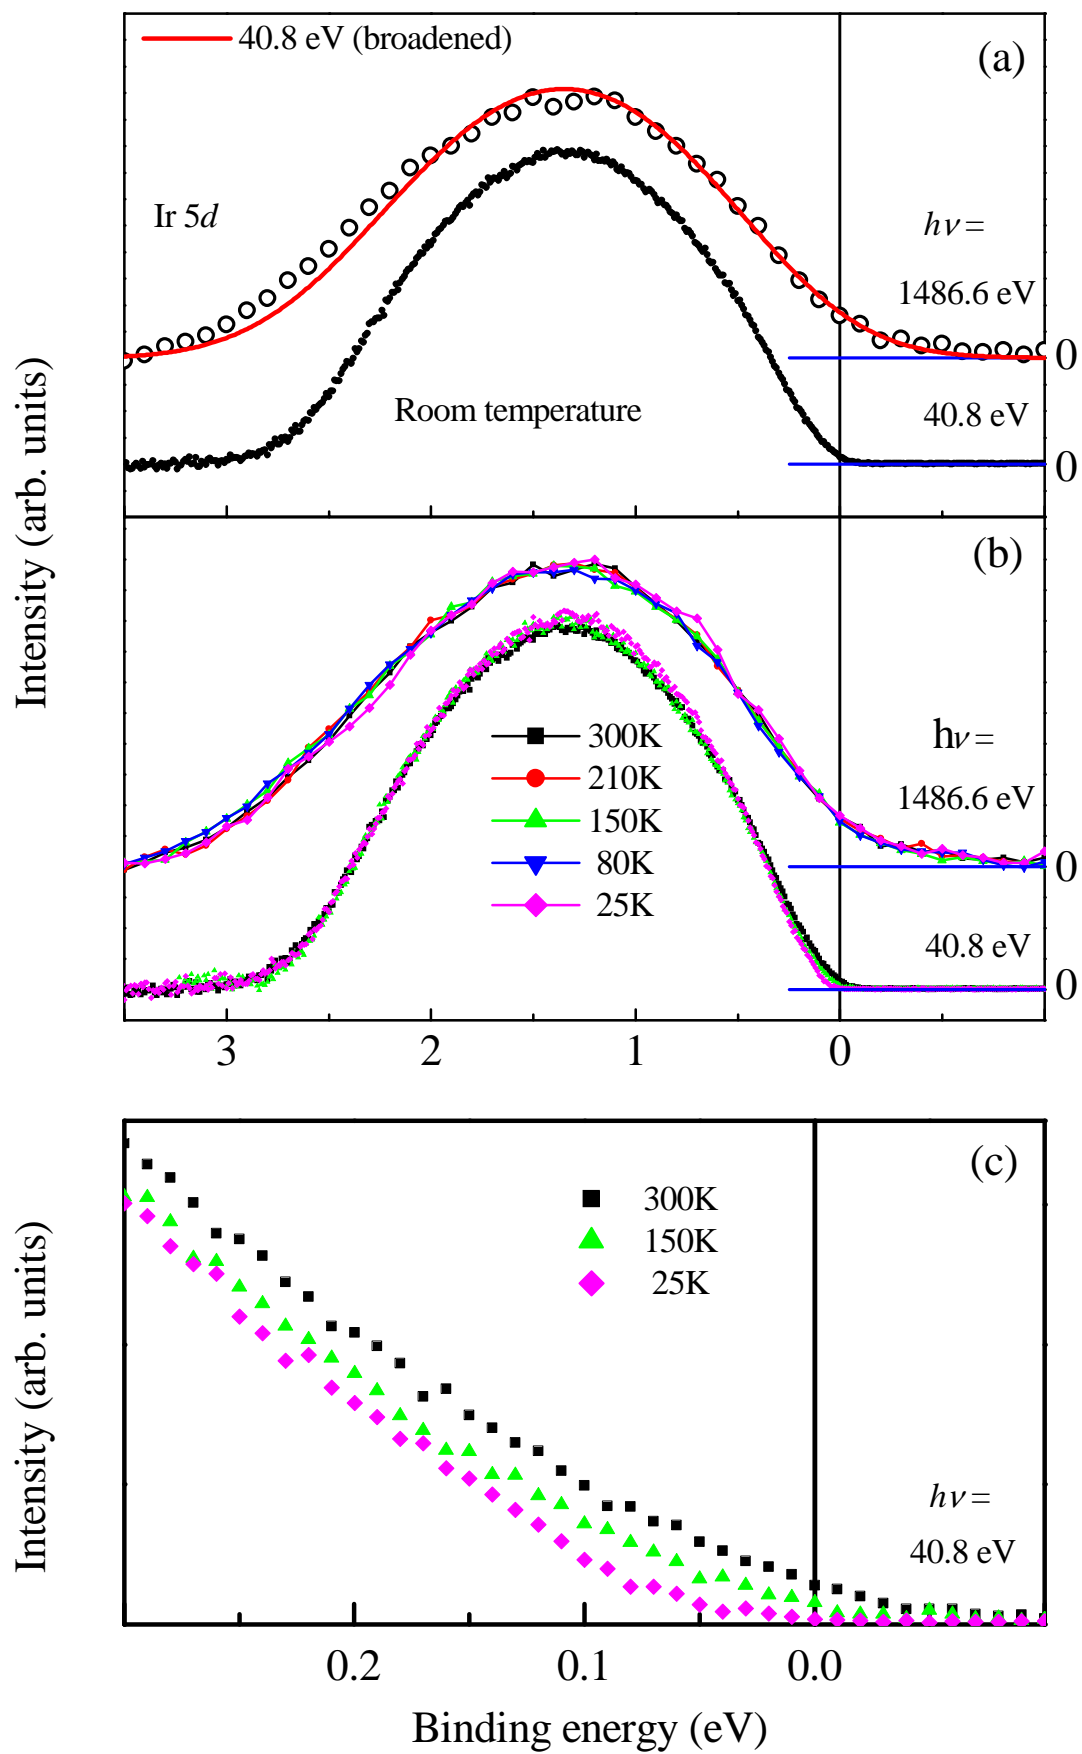 40.8 eV (broadened)
(a)
Ir 5d
hν =
1486.6 eV
0
Room temperature
40.8 eV
0
Intensity (arb. units)
(b)
300K
210K
150K
80K
25K
hν =
1486.6 eV
0
40.8 eV
0
3 2 1 0
(c)
300K
150K
25K
Intensity (arb. units)
hν =
40.8 eV
0.2 0.1 0.0
Binding energy (eV)